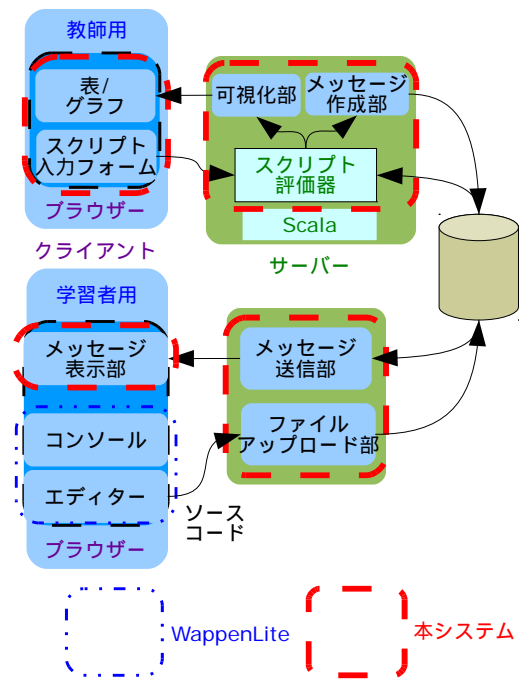 教師用
表/
グラフ
スクリプト
入力フォーム
ブラウザー
クライアント
可視化部
メッセージ
作成部
スクリプト
評価器
Scala
サーバー
学習者用
メッセージ
表示部
コンソール
エディター
ブラウザー
メッセージ
送信部
ファイル
アップロード部
ソース
コード
WappenLite
本システム